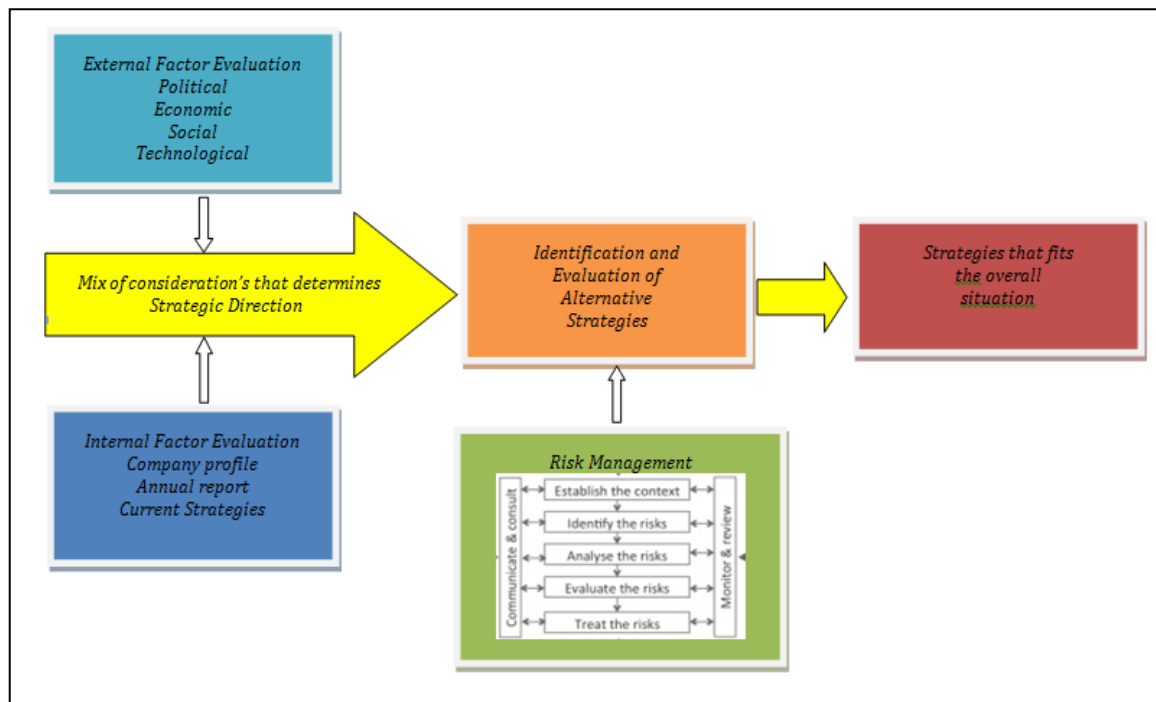 External Factor Evaluation
Political
Economic
Social
Technological
Mix of consideration's that determines
Strategic Direction
Identification and
Evaluation of
Alternative
Strategies
Strategies that fits
the overall
situation
Internal Factor Evaluation
Company profile
Annual report
Current Strategies
Risk Management
Communicate & consult
Establish the context
Identify the risks
Analyse the risks
Evaluate the risks
Treat the risks
Monitor & review